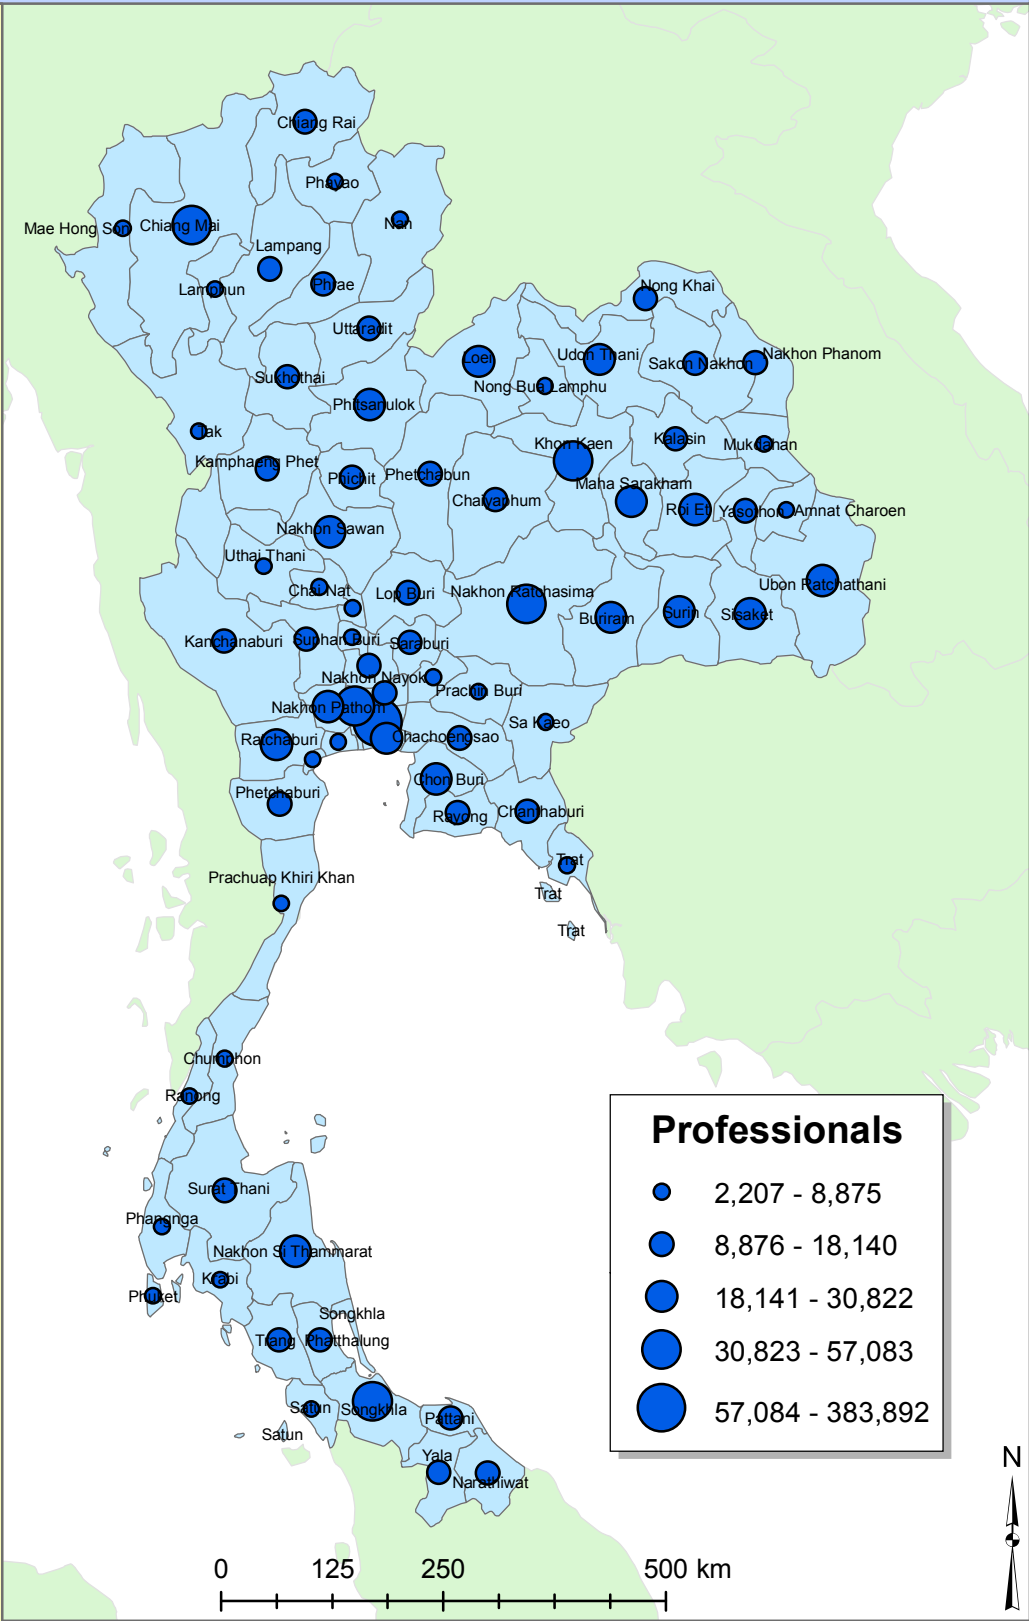 Chiang Rai
Phayao
Nan
Mae Hong Son
Chiang Mai
Lampang
Lamphun
Phrae
Nong Khai
Uttaradit
Loei
Udon Thani
Sakon Nakhon
Nakhon Phanom
Sukhothai
Nong Bua Lamphu
Phitsanulok
Tak
Khon Kaen
Kalasin
Mukdahan
Kamphaeng Phet
Phichit
Phetchabun
Maha Sarakham
Chaiyaphum
Roi Et
Yasothon
Amnat Charoen
Nakhon Sawan
Uthai Thani
Chai Nat
Lop Buri
Nakhon Ratchasima
Ubon Ratchathani
Buriram
Surin
Sisaket
Kanchanaburi
Suphan Buri
Saraburi
Nakhon Nayok
Prachin Buri
Nakhon Pathom
Sa Kaeo
Ratchaburi
Chachoengsao
Chon Buri
Phetchaburi
Rayong
Chanthaburi
Trat
Prachuap Khiri Khan
Trat
Trat
Chumphon
Ranong
Surat Thani
Phangnga
Nakhon Si Thammarat
Krabi
Phuket
Songkhla
Trang
Phatthalung
Satun
Songkhla
Pattani
Satun
Yala
Narathiwat
Professionals
2,207 - 8,875
8,876 - 18,140
18,141 - 30,822
30,823 - 57,083
57,084 - 383,892
N
0 125 250 500 km